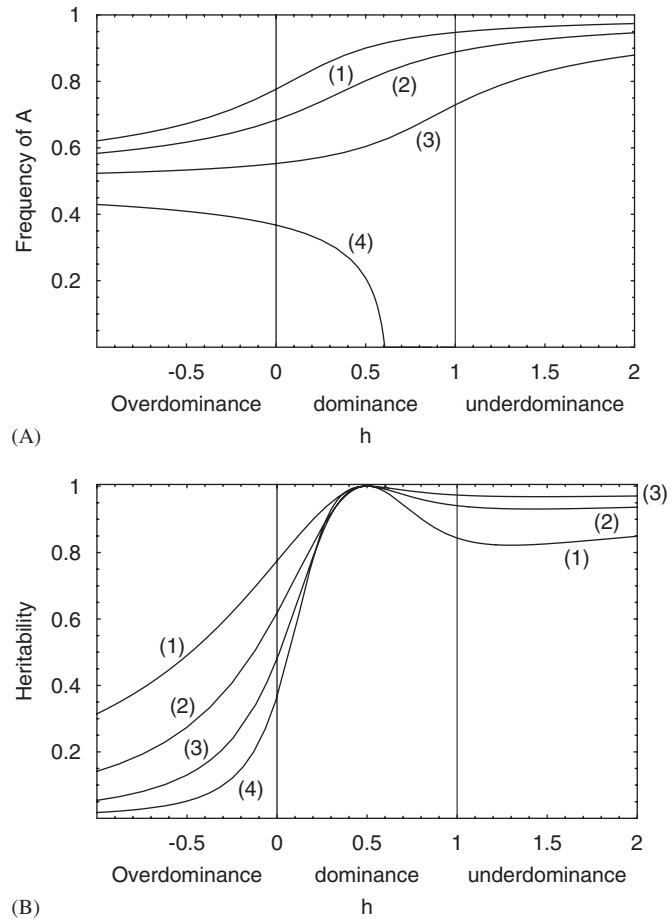 1
(1)
0.8
(2)
Frequency of A
0.6
(3)
0.4
(4)
0.2
-0.5 0 0.5 1 1.5 2
Overdominance dominance underdominance
(A) h
1
(3)
(2)
0.8
(1)
(1)
Heritability
0.6
0.4
(2)
(3)
0.2
(4)
-0.5 0 0.5 1 1.5 2
Overdominance dominance underdominance
(B) h